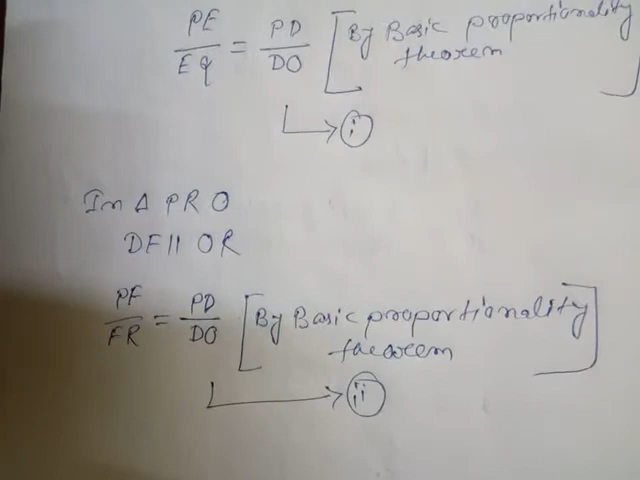 PE/EQ = PD/DO [By Basic proportionality theorem]
→ (i)
In Δ PRO
DF || OR
PF/FR = PD/DO [By Basic proportionality theorem]
→ (ii)